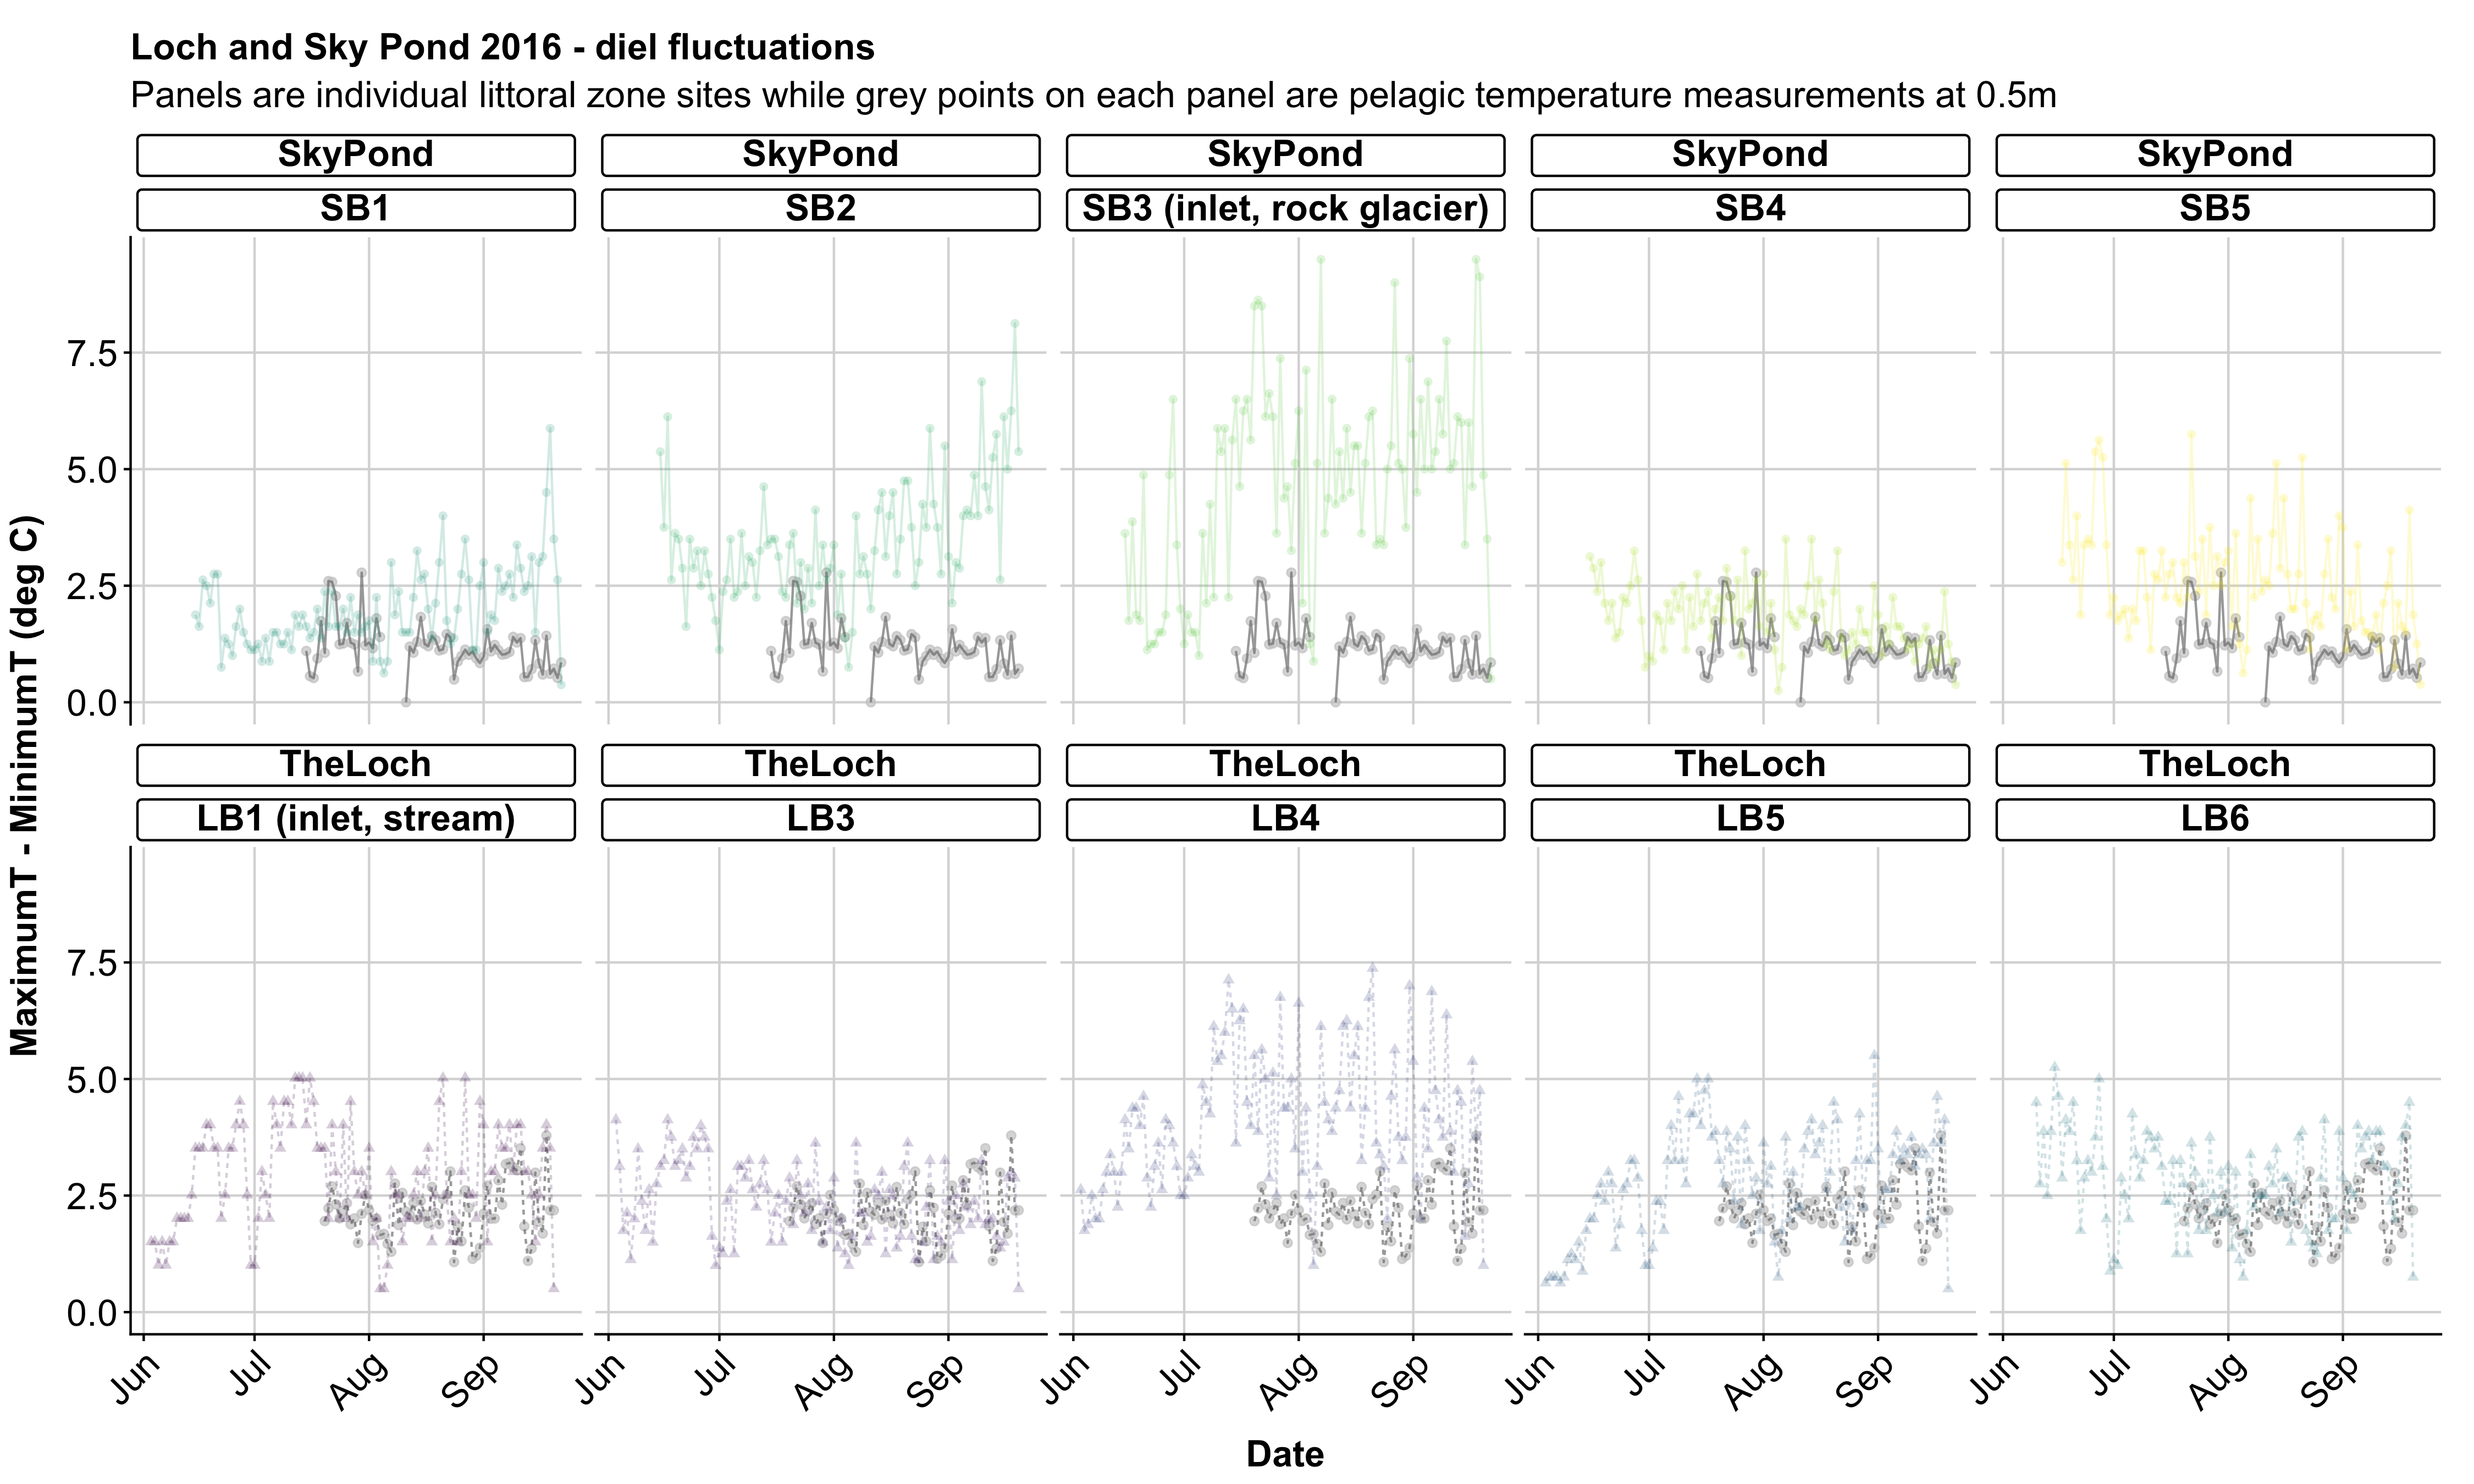 Loch and Sky Pond 2016 - diel fluctuations
Panels are individual littoral zone sites while grey points on each panel are pelagic temperature measurements at 0.5m
SkyPond SkyPond SkyPond SkyPond SkyPond
SB1 SB2 SB3 (inlet, rock glacier) SB4 SB5
7.5
5.0
2.5
0.0
MaximumT - MinimumT (deg C)
TheLoch TheLoch TheLoch TheLoch TheLoch
LB1 (inlet, stream) LB3 LB4 LB5 LB6
7.5
5.0
2.5
0.0
Jun Jul Aug Sep Jun Jul Aug Sep Jun Jul Aug Sep Jun Jul Aug Sep Jun Jul Aug Sep
Date